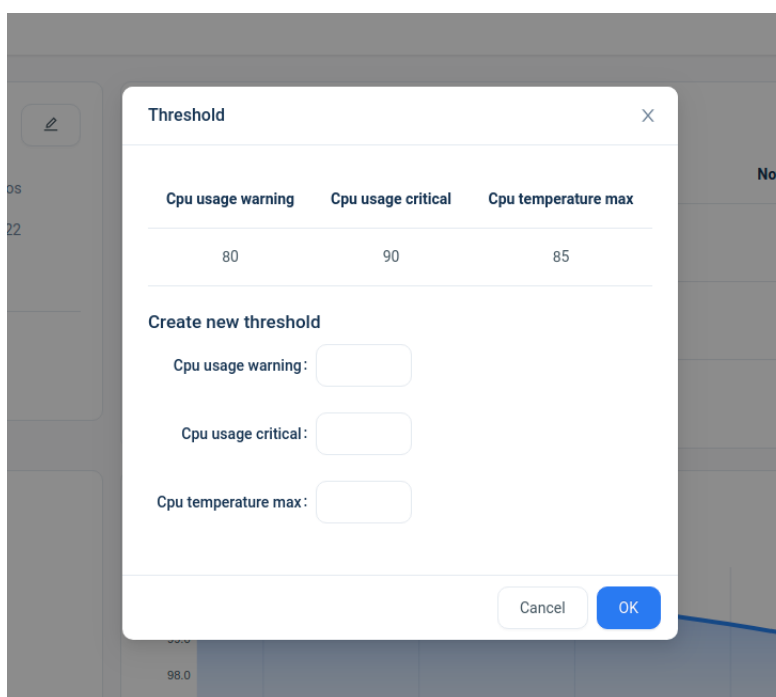 Threshold
X
os
No
22
Cpu usage warning Cpu usage critical Cpu temperature max
80 90 85
Create new threshold
Cpu usage warning:
Cpu usage critical:
Cpu temperature max:
Cancel OK
98.0